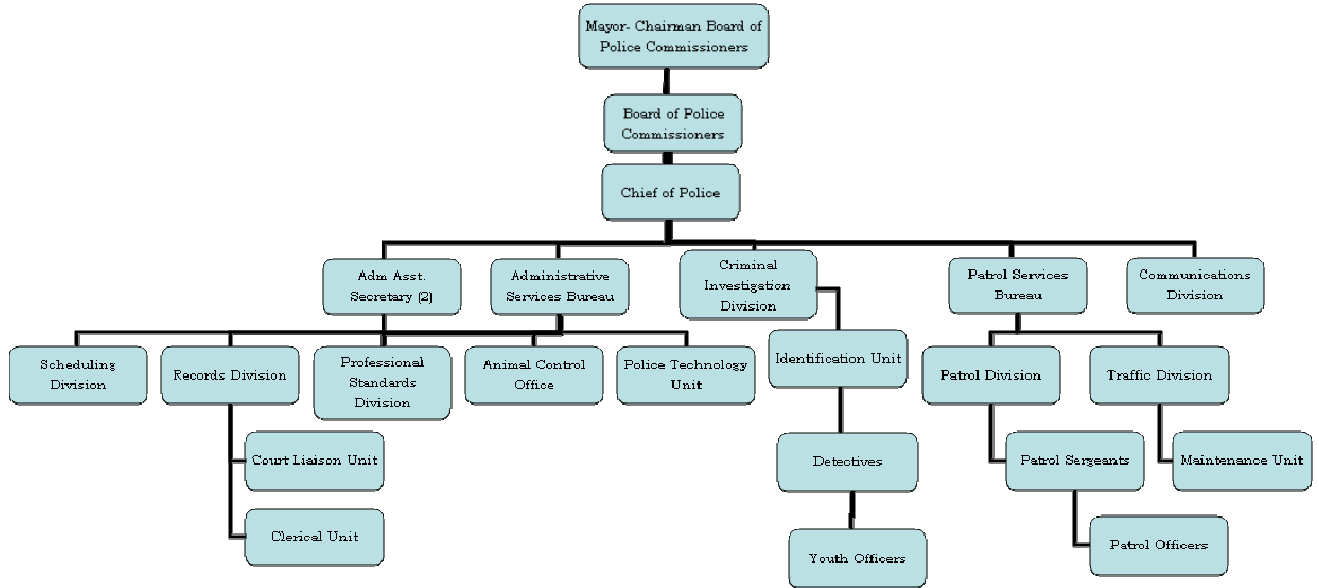 Mayor- Chairman Board of
Police Commissioners
Board of Police
Commissioners
Chief of Police
Adm Asst.
Secretary (2)
Administrative
Services Bureau
Criminal
Investigation
Division
Patrol Services
Bureau
Communications
Division
Scheduling
Division
Records Division
Professional
Standards
Division
Animal Control
Office
Police Technology
Unit
Identification Unit
Patrol Division
Traffic Division
Court Liaison Unit
Detectives
Patrol Sergeants
Maintenance Unit
Clerical Unit
Youth Officers
Patrol Officers